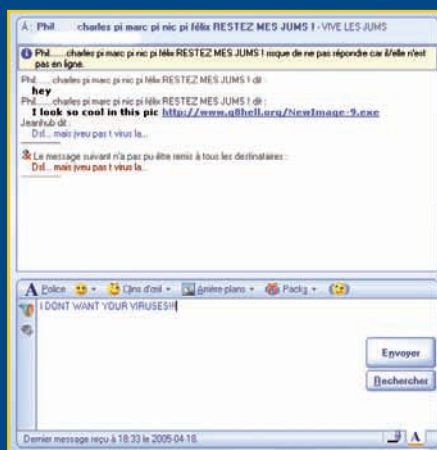 À : Phil...... charles pi marc pi nic pi félix RESTEZ MES JUMS ! - VIVE LES JUMS
Phil......charles pi marc pi nic pi félix RESTEZ MES JUMS ! risque de ne pas répondre car il/elle n'est
pas en ligne.
Phil......charles pi marc pi nic pi félix RESTEZ MES JUMS ! dit :
hey
Phil......charles pi marc pi nic pi félix RESTEZ MES JUMS ! dit :
I look so cool in this pic http://www.q8hell.org/NewImage-9.exe
Jeanhub dit :
Dsl... mais jveu pas t virus la...
Le message suivant n'a pas pu être remis à tous les destinataires :
Dsl... mais jveu pas t virus la...
A Police Clins d'œil Arrière-plans Packs
I DONT WANT YOUR VIRUSES!!!
Envoyer
Rechercher
Dernier message reçu à 18:33 le 2005-04-18. A